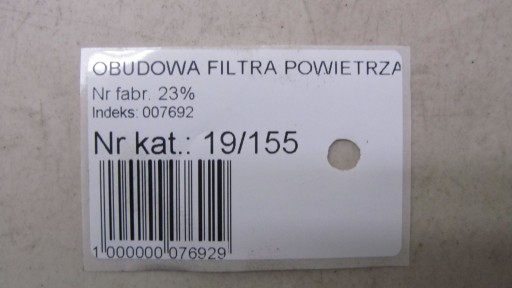 OBUDOWA FILTRA POWIETRZA
Nr fabr. 23%
Indeks: 007692
Nr kat.: 19/155
1 000000 076929